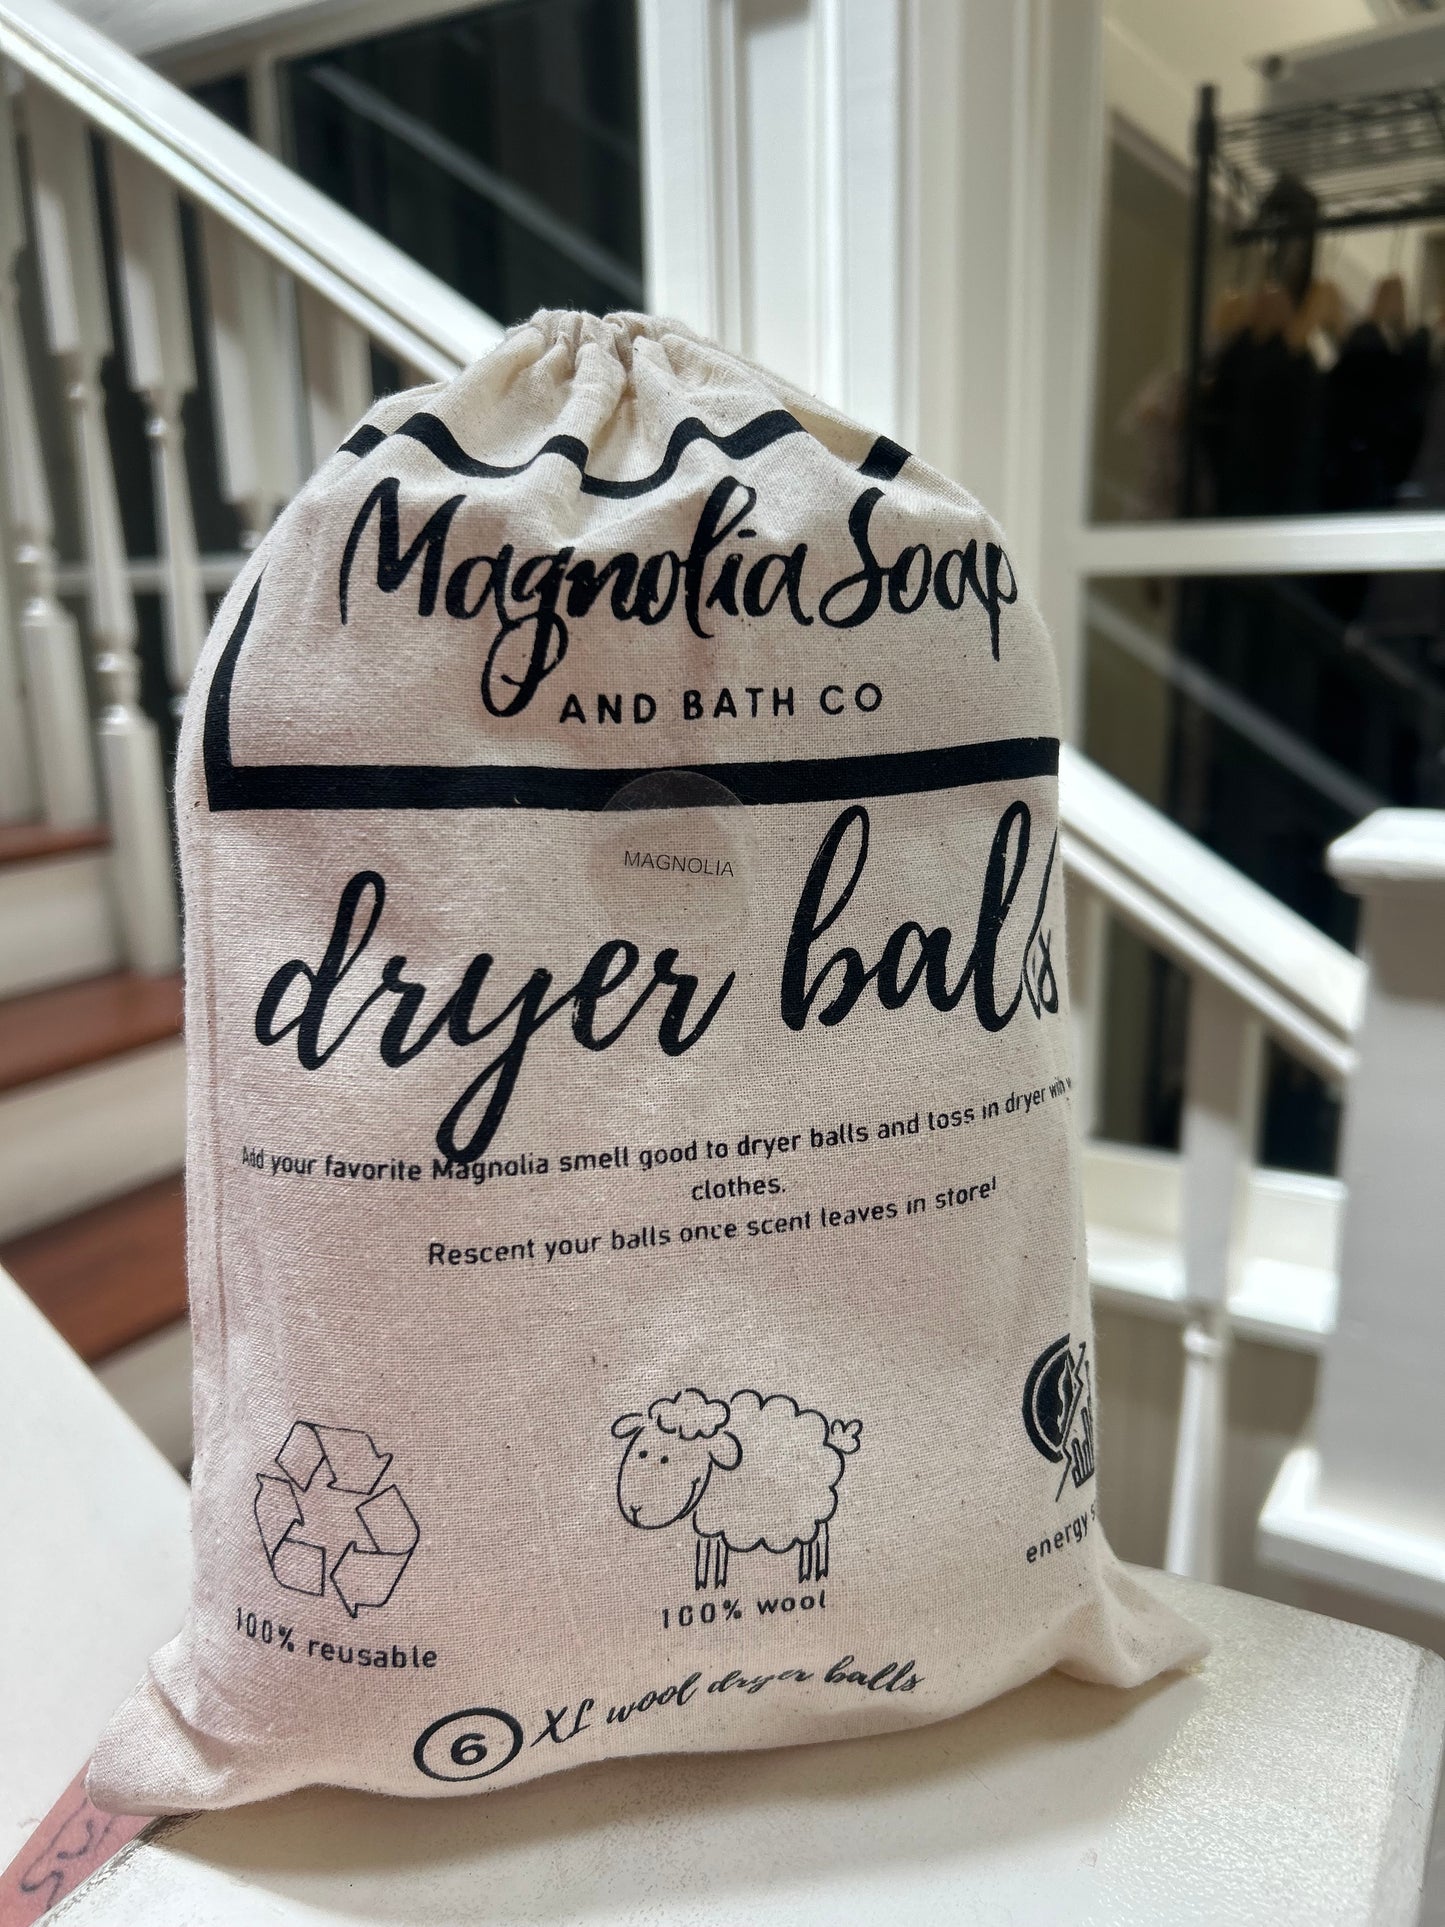 Magnolia Soap
AND BATH CO
MAGNOLIA
dryer balls
Add your favorite Magnolia smell good to dryer balls and toss in dryer with
clothes.
Rescent your balls once scent leaves in store!
100% reusable
100% wool
energy
6 XL wool dryer balls